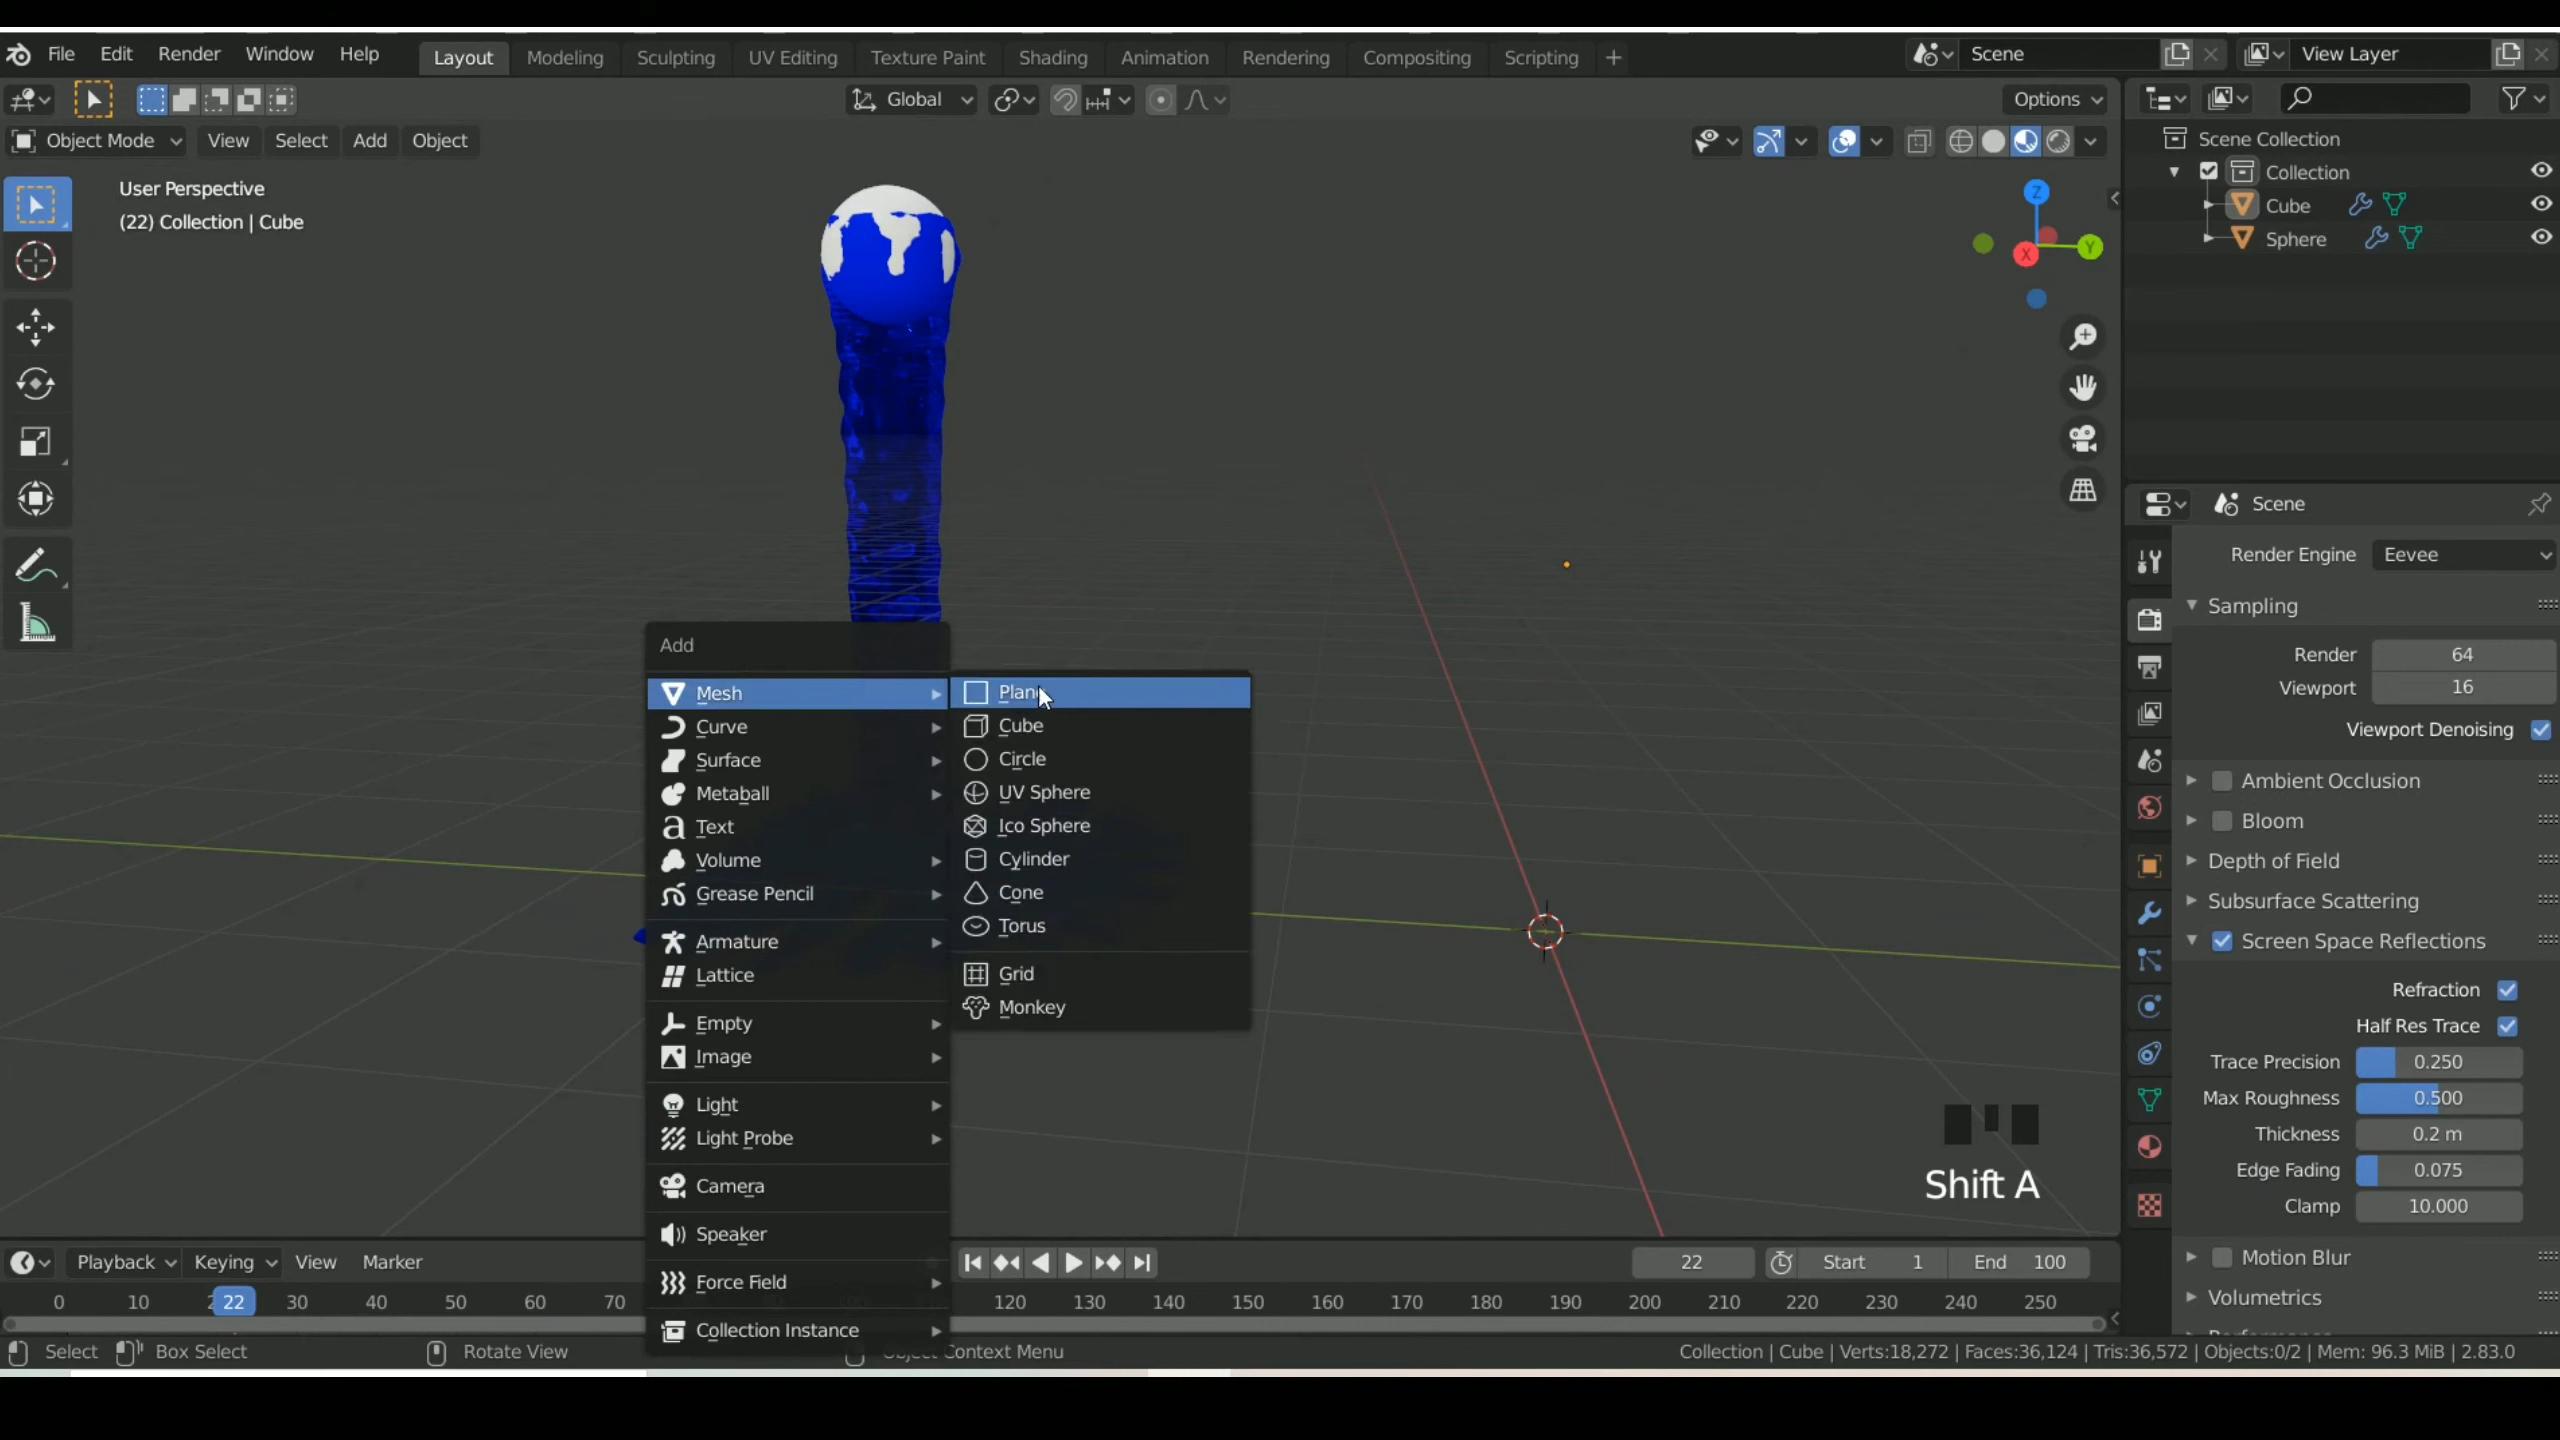 File Edit Render Window Help Layout Modeling Sculpting UV Editing Texture Paint Shading Animation Rendering Compositing Scripting + Scene View Layer
Global Options
Object Mode View Select Add Object
User Perspective
(22) Collection | Cube
Z
Y
X
Scene Collection
Collection
Cube
Sphere
Scene
Render Engine Eevee
Sampling
Render 64
Viewport 16
Viewport Denoising
Ambient Occlusion
Bloom
Depth of Field
Subsurface Scattering
Screen Space Reflections
Refraction
Half Res Trace
Trace Precision 0.250
Max Roughness 0.500
Thickness 0.2 m
Edge Fading 0.075
Clamp 10.000
Motion Blur
Volumetrics
Add
Mesh
Curve
Surface
Metaball
Text
Volume
Grease Pencil
Armature
Lattice
Empty
Image
Light
Light Probe
Camera
Speaker
Force Field
Collection Instance
Plane
Cube
Circle
UV Sphere
Ico Sphere
Cylinder
Cone
Torus
Grid
Monkey
Shift A
Playback Keying View Marker 22 Start 1 End 100
0 10 22 30 40 50 60 70 120 130 140 150 160 170 180 190 200 210 220 230 240 250
Select Box Select Rotate View Context Menu Collection | Cube | Verts:18,272 | Faces:36,124 | Tris:36,572 | Objects:0/2 | Mem: 96.3 MiB | 2.83.0